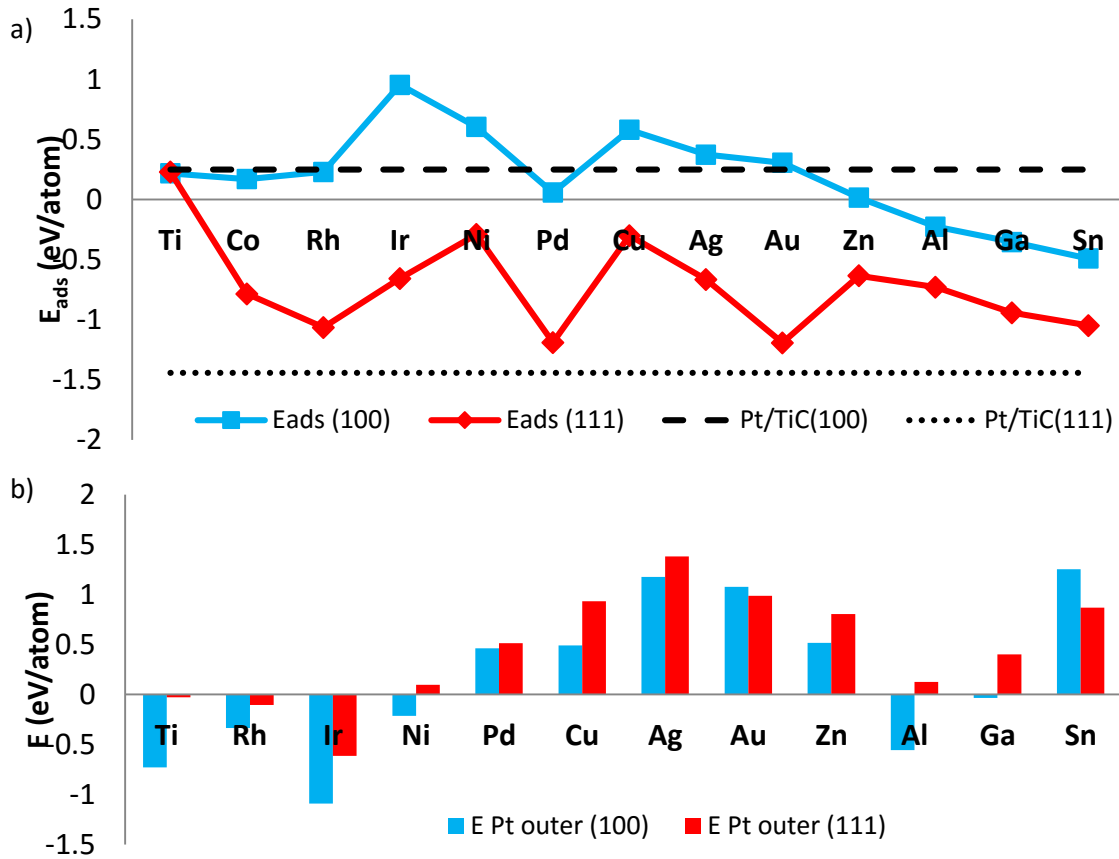 a)
E_ads (eV/atom)
1.5
1
0.5
0
-0.5
-1
-1.5
-2
Ti Co Rh Ir Ni Pd Cu Ag Au Zn Al Ga Sn
Eads (100) Eads (111) Pt/TiC(100) Pt/TiC(111)
b)
E (eV/atom)
2
1.5
1
0.5
0
-0.5
-1
-1.5
Ti Rh Ir Ni Pd Cu Ag Au Zn Al Ga Sn
E Pt outer (100) E Pt outer (111)